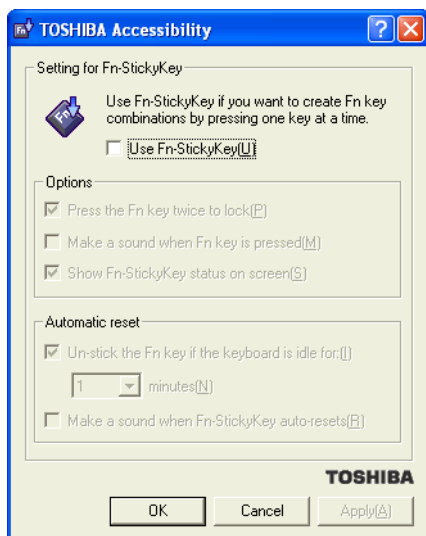 TOSHIBA Accessibility
Setting for Fn-StickyKey
Fn
Use Fn-StickyKey if you want to create Fn key
combinations by pressing one key at a time.
Use Fn-StickyKey(U)
Options
Press the Fn key twice to lock(P)
Make a sound when Fn key is pressed(M)
Show Fn-StickyKey status on screen(S)
Automatic reset
Un-stick the Fn key if the keyboard is idle for:(I)
1 minutes(N)
Make a sound when Fn-StickyKey auto-resets(R)
TOSHIBA
OK Cancel Apply(A)